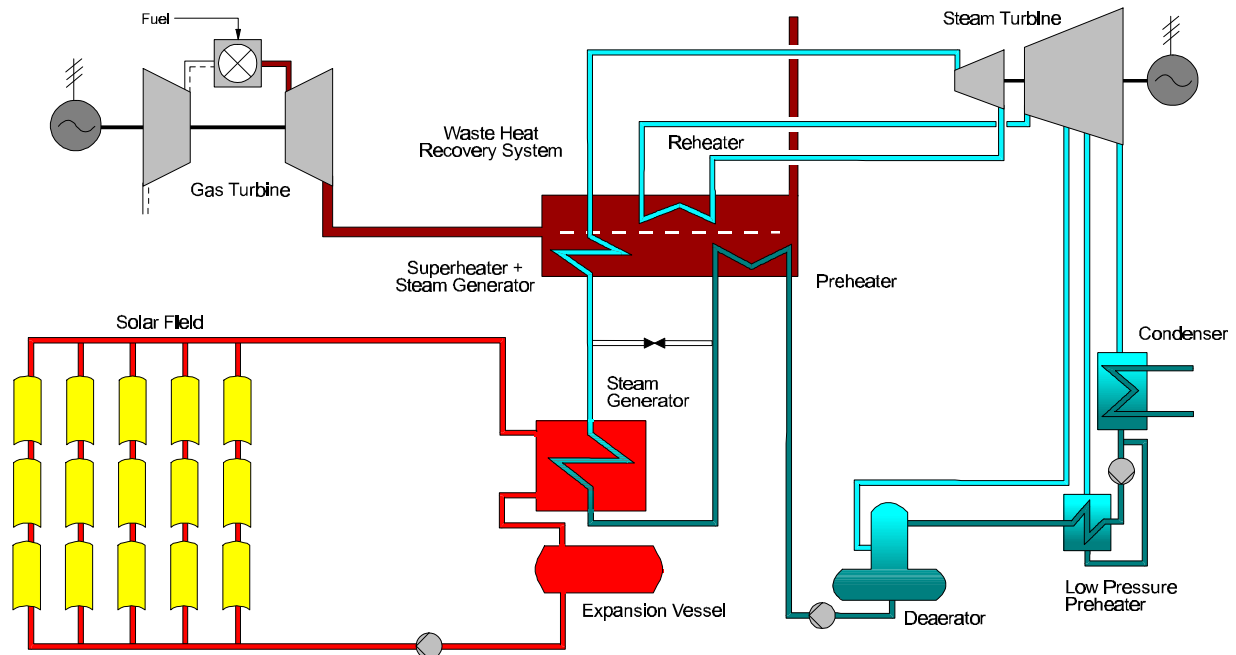 Fuel
Steam Turbine
Waste Heat
Recovery System
Reheater
Gas Turbine
Superheater +
Steam Generator
Preheater
Solar Field
Condenser
Steam
Generator
Expansion Vessel
Deaerator
Low Pressure
Preheater